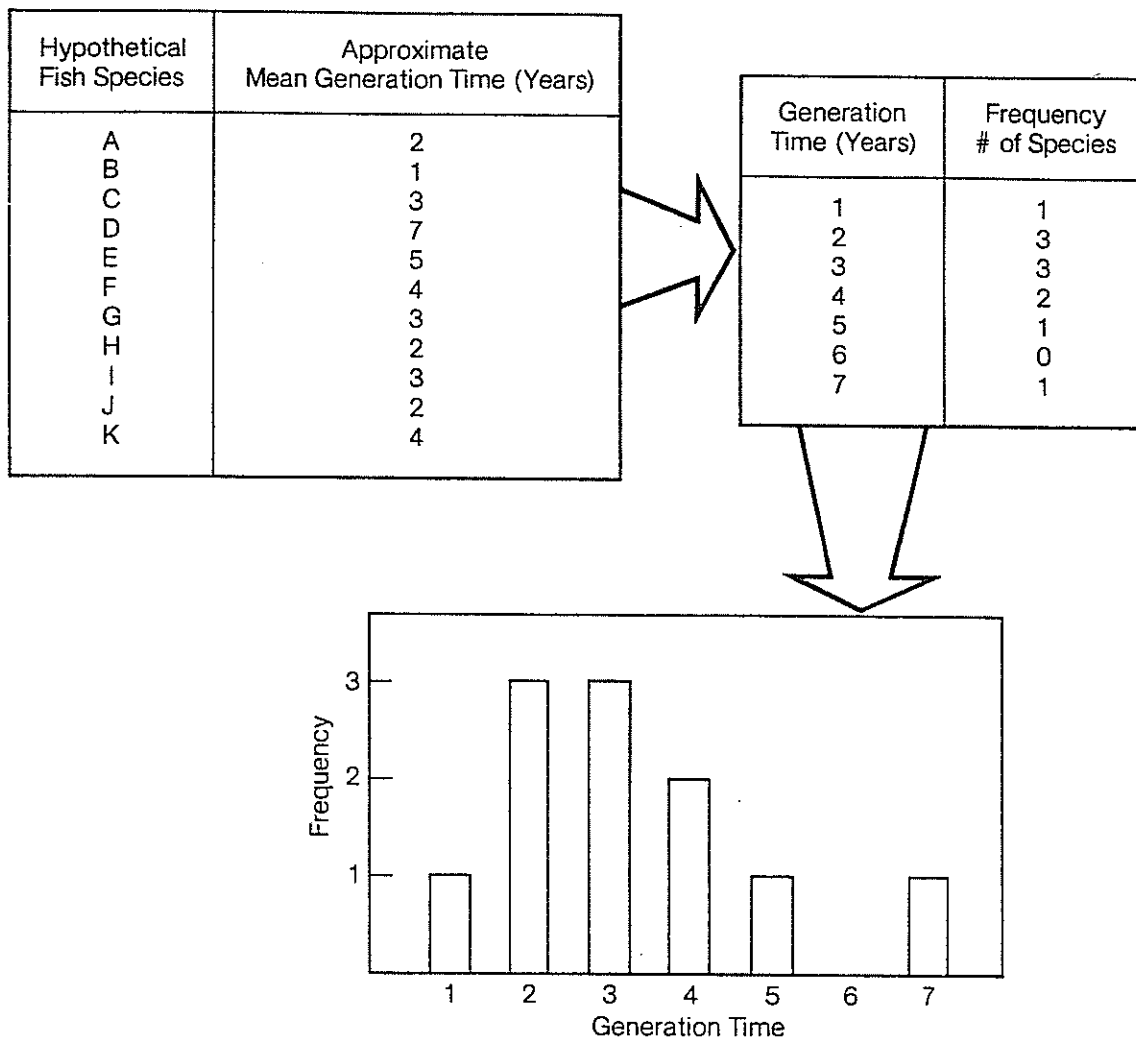 Hypothetical Approximate
Fish Species Mean Generation Time (Years)
A 2
B 1
C 3
D 7
E 5
F 4
G 3
H 2
I 3
J 2
K 4
Generation Frequency
Time (Years) # of Species
1 1
2 3
3 3
4 2
5 1
6 0
7 1
Frequency
3
2
1
1 2 3 4 5 6 7
Generation Time